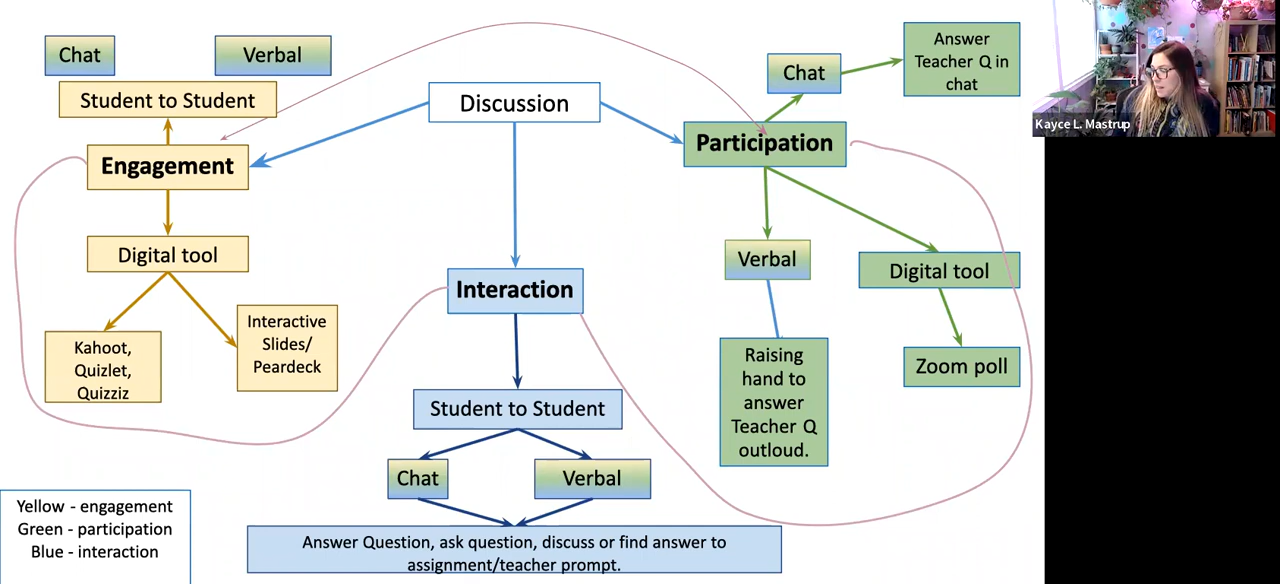 Chat
Verbal
Student to Student
Engagement
Digital tool
Kahoot,
Quizlet,
Quizziz
Interactive
Slides/
Peardeck
Discussion
Interaction
Student to Student
Chat
Verbal
Answer Question, ask question, discuss or find answer to
assignment/teacher prompt.
Participation
Chat
Answer
Teacher Q in
chat
Verbal
Raising
hand to
answer
Teacher Q
outloud.
Digital tool
Zoom poll
Yellow - engagement
Green - participation
Blue - interaction
Kayce L. Mastrup